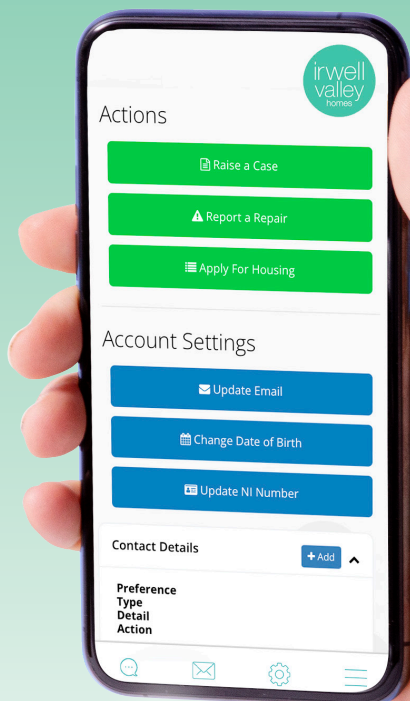 irwell
valley
homes
Actions
Raise a Case
Report a Repair
Apply For Housing
Account Settings
Update Email
Change Date of Birth
Update NI Number
Contact Details
+ Add
Preference
Type
Detail
Action